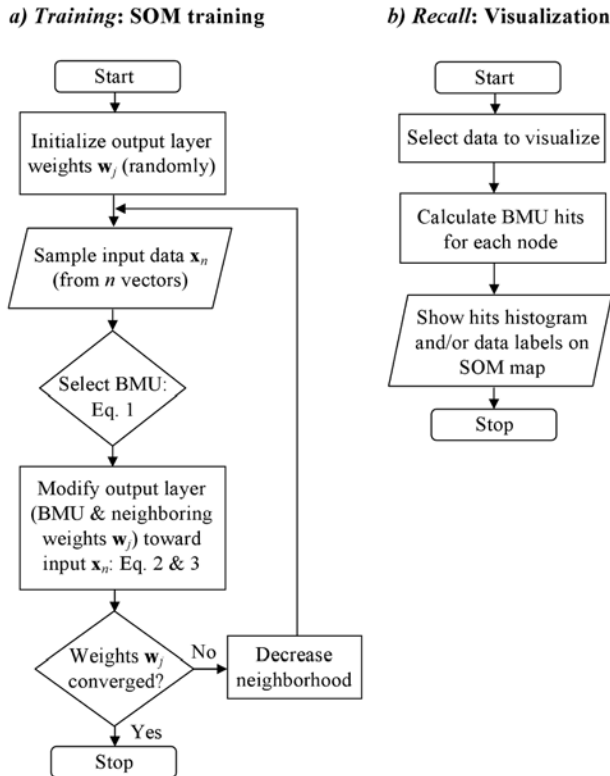 a) Training: SOM training
Start
Initialize output layer
weights wj (randomly)
Sample input data xn
(from n vectors)
Select BMU:
Eq. 1
Modify output layer
(BMU & neighboring
weights wj) toward
input xn: Eq. 2 & 3
Weights wj
converged?
No
Decrease
neighborhood
Yes
Stop
b) Recall: Visualization
Start
Select data to visualize
Calculate BMU hits
for each node
Show hits histogram
and/or data labels on
SOM map
Stop